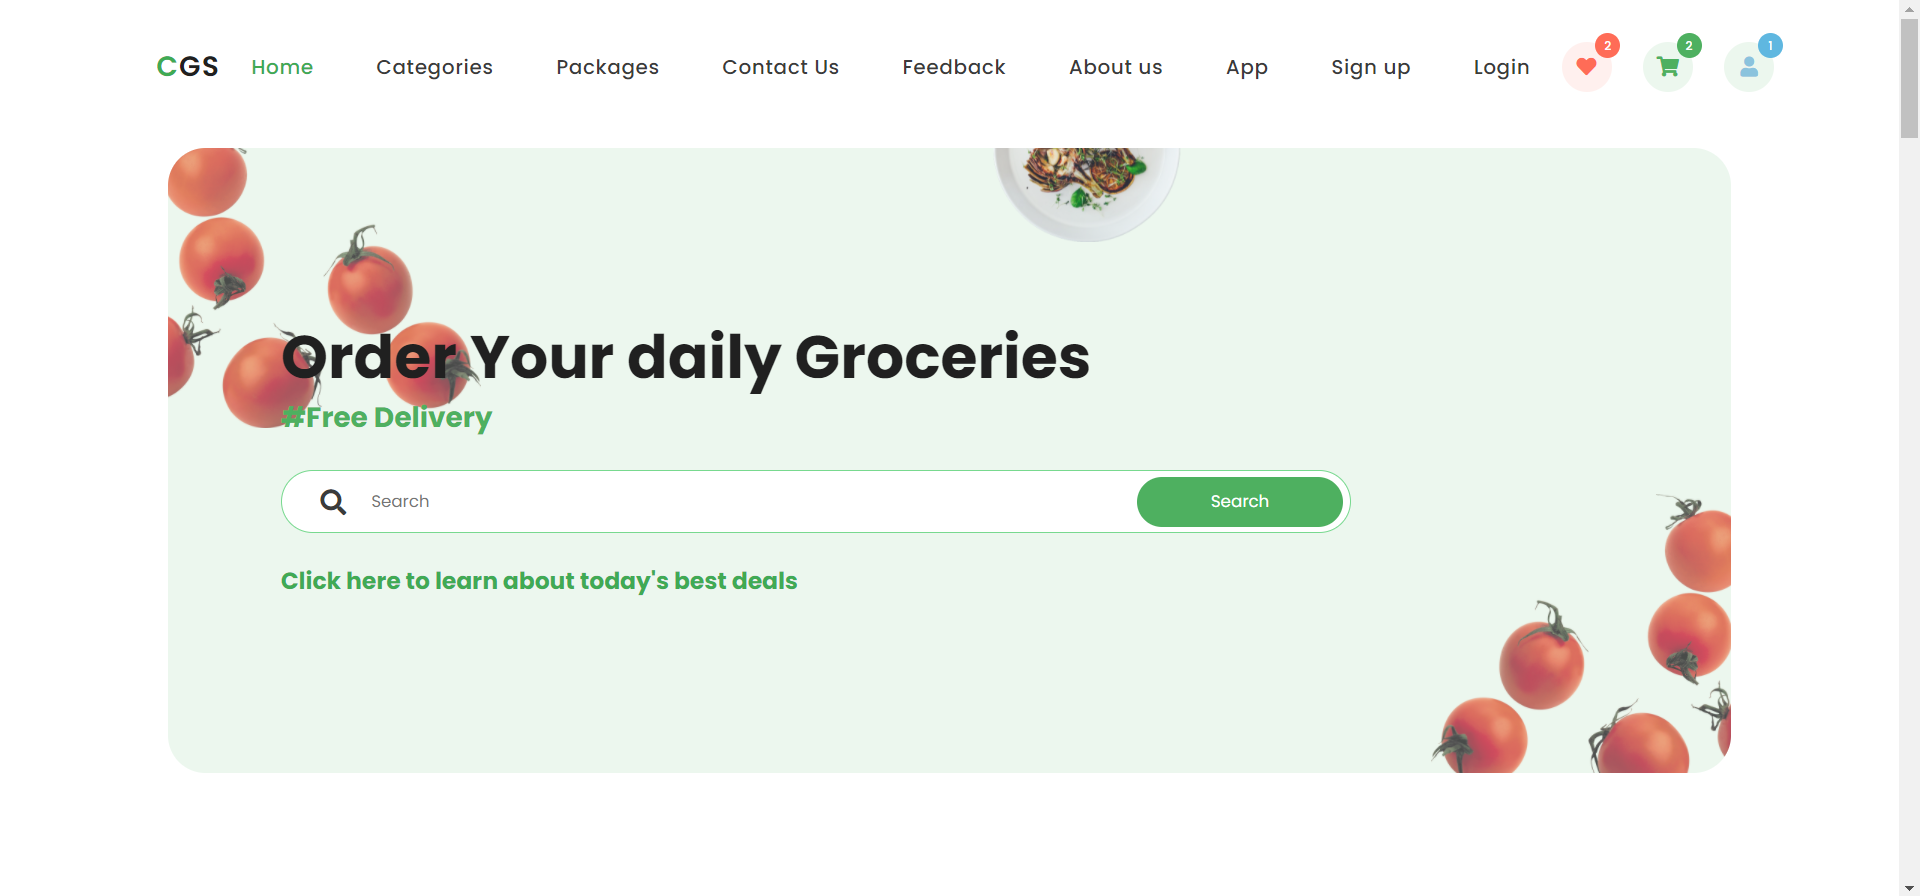 CGS Home Categories Packages Contact Us Feedback About us App Sign up Login 2 2 1
Order Your daily Groceries
#Free Delivery
Search Search
Click here to learn about today's best deals